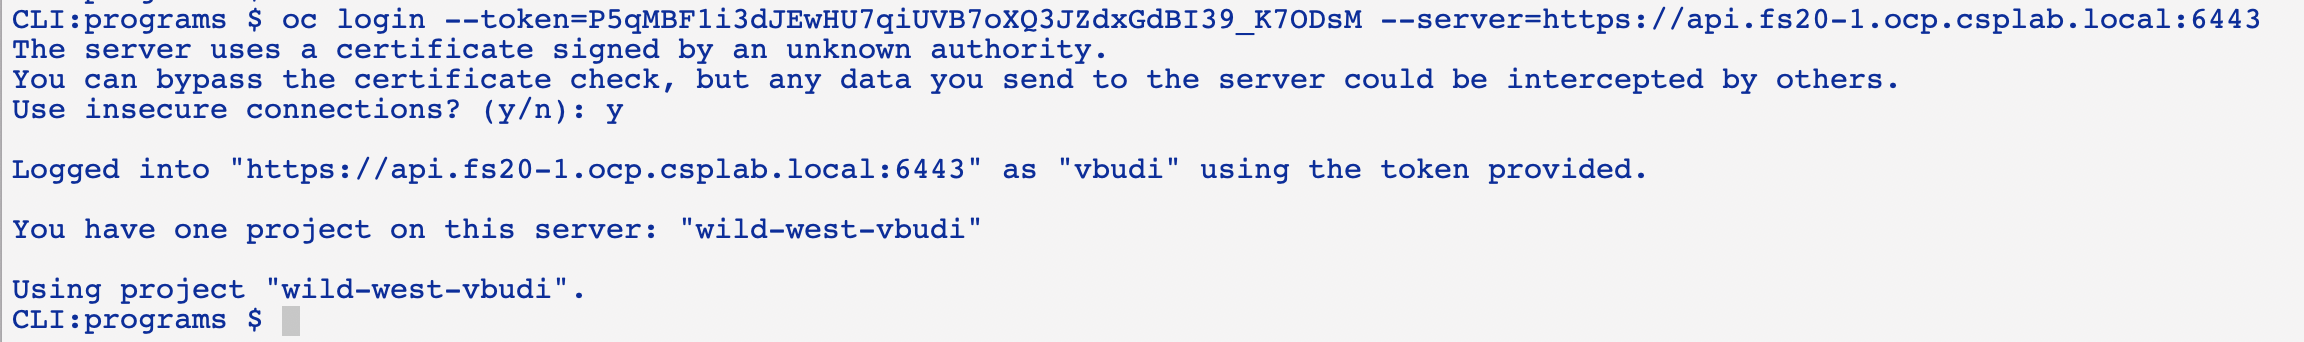 CLI:programs $ oc login --token=P5qMBF1i3dJEwHU7qiUVB7oXQ3JZdxGdBI39_K7ODsM --server=https://api.fs20-1.ocp.csplab.local:6443
The server uses a certificate signed by an unknown authority.
You can bypass the certificate check, but any data you send to the server could be intercepted by others.
Use insecure connections? (y/n): y
Logged into "https://api.fs20-1.ocp.csplab.local:6443" as "vbudi" using the token provided.
You have one project on this server: "wild-west-vbudi"
Using project "wild-west-vbudi".
CLI:programs $